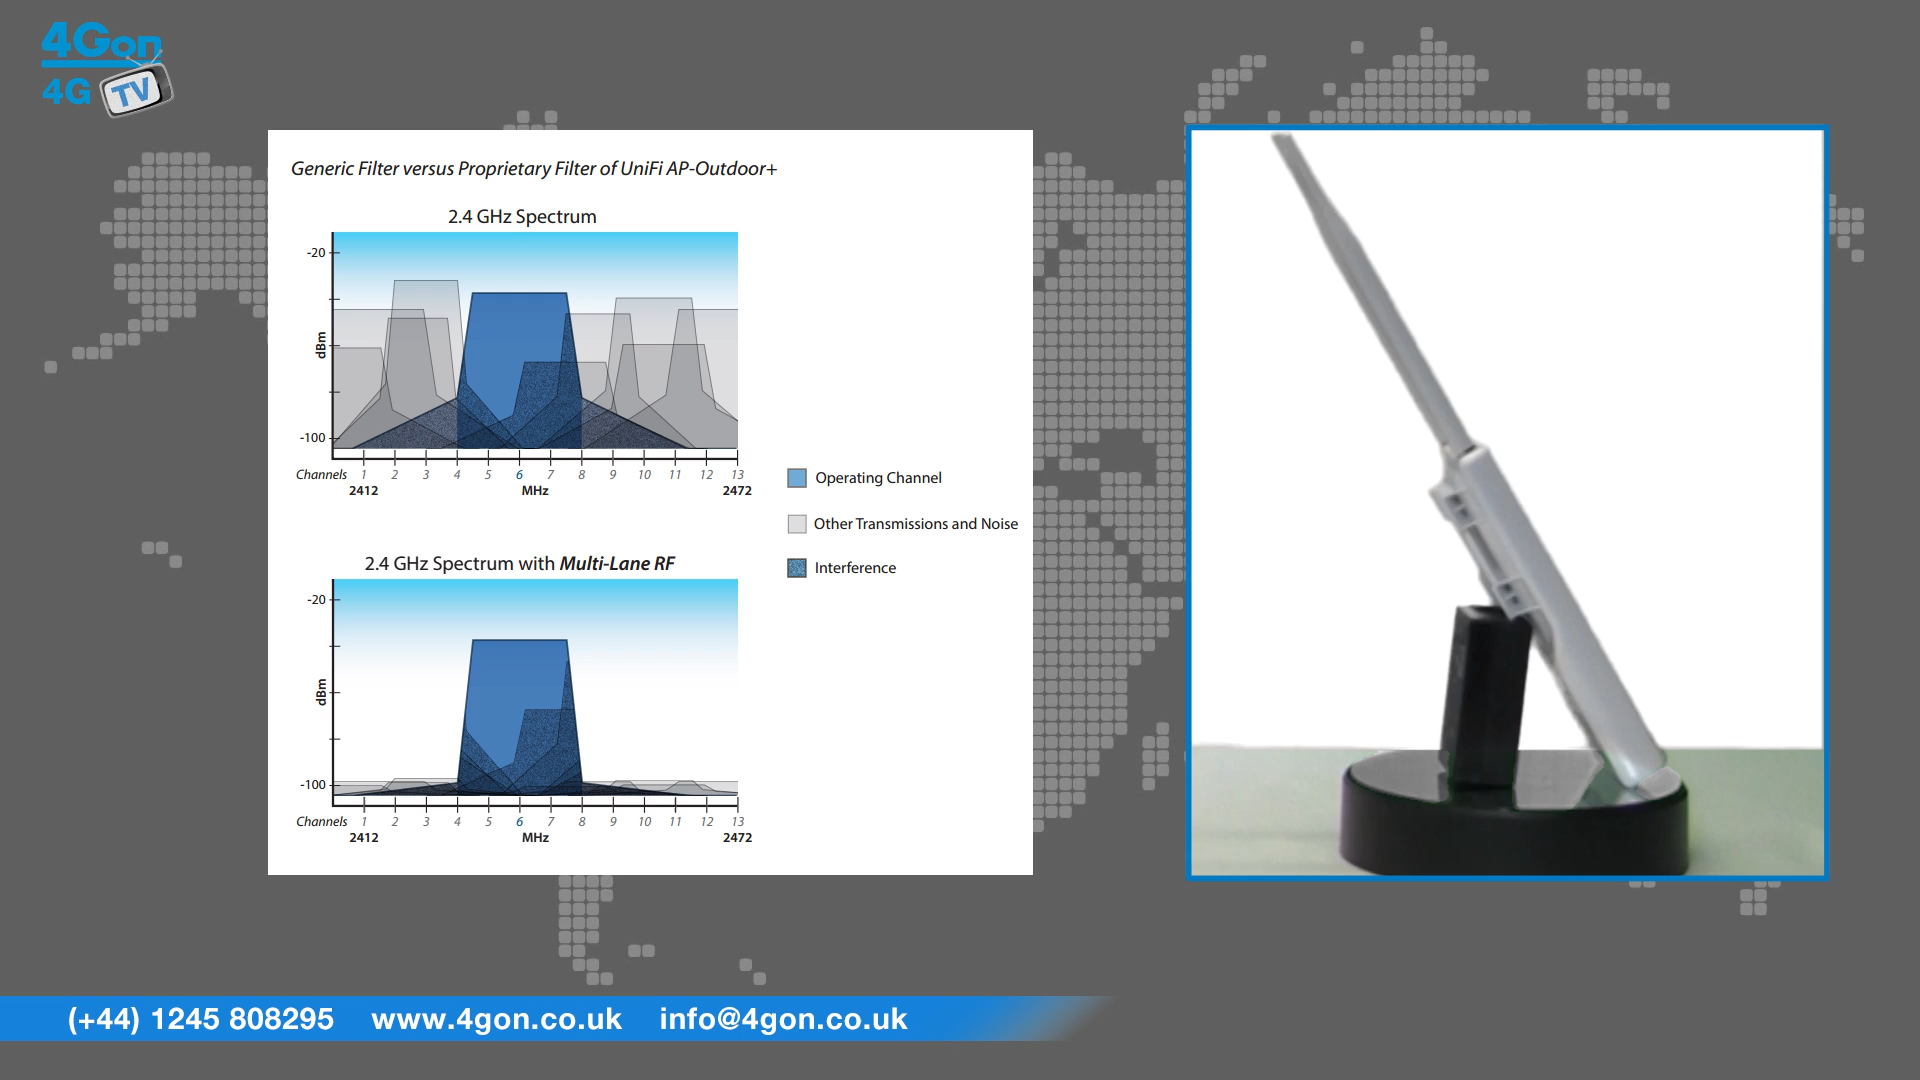 4Gon
4G TV
Generic Filter versus Proprietary Filter of UniFi AP-Outdoor+
2.4 GHz Spectrum
-20
dBm
-100
Channels 1 2 3 4 5 6 7 8 9 10 11 12 13
2412 MHz 2472
Operating Channel
Other Transmissions and Noise
Interference
2.4 GHz Spectrum with Multi-Lane RF
-20
dBm
-100
Channels 1 2 3 4 5 6 7 8 9 10 11 12 13
2412 MHz 2472
(+44) 1245 808295 www.4gon.co.uk info@4gon.co.uk